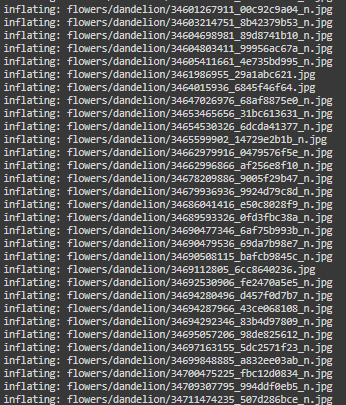 inflating: flowers/dandelion/34601267911_00c92c9a04_n.jpg
inflating: flowers/dandelion/34603214751_8b42379b53_n.jpg
inflating: flowers/dandelion/34604698981_89d8741b10_n.jpg
inflating: flowers/dandelion/34604803411_99956ac67a_n.jpg
inflating: flowers/dandelion/34605411661_4e735bd995_n.jpg
inflating: flowers/dandelion/3461986955_29a1abc621.jpg
inflating: flowers/dandelion/3464015936_6845f46f64.jpg
inflating: flowers/dandelion/34647026976_68af8875e0_n.jpg
inflating: flowers/dandelion/34653465656_31bc613631_n.jpg
inflating: flowers/dandelion/34654530326_6dcda41377_n.jpg
inflating: flowers/dandelion/3465599902_14729e2b1b_n.jpg
inflating: flowers/dandelion/34662979916_0479576f5e_n.jpg
inflating: flowers/dandelion/34662996866_af256e8f10_n.jpg
inflating: flowers/dandelion/34678209886_9005f29b47_n.jpg
inflating: flowers/dandelion/34679936936_9924d79c8d_n.jpg
inflating: flowers/dandelion/34686041416_e50c8028f9_n.jpg
inflating: flowers/dandelion/34689593326_0fd3fbc38a_n.jpg
inflating: flowers/dandelion/34690477346_6af75b993b_n.jpg
inflating: flowers/dandelion/34690479536_69da7b98e7_n.jpg
inflating: flowers/dandelion/34690508115_bafcb9845c_n.jpg
inflating: flowers/dandelion/3469112805_6cc8640236.jpg
inflating: flowers/dandelion/34692530906_fe2470a5e5_n.jpg
inflating: flowers/dandelion/34694280496_d457f0d7b7_n.jpg
inflating: flowers/dandelion/34694287966_43ce068108_n.jpg
inflating: flowers/dandelion/34694292346_83b4d97809_n.jpg
inflating: flowers/dandelion/34695057206_98de825612_n.jpg
inflating: flowers/dandelion/34697163155_5dc2571f23_n.jpg
inflating: flowers/dandelion/34699848885_a832ee03ab_n.jpg
inflating: flowers/dandelion/34700475225_fbc12d0834_n.jpg
inflating: flowers/dandelion/34709307795_994ddf0eb5_n.jpg
inflating: flowers/dandelion/34711474235_507d286bce_n.jpg